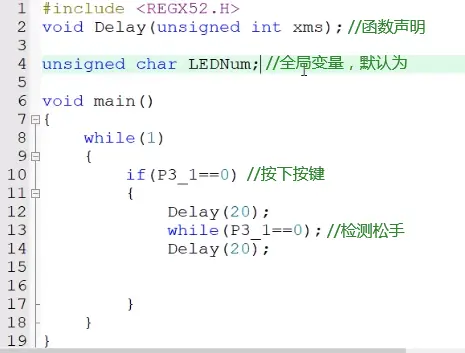 1 #include <REGX52.H>
2 void Delay(unsigned int xms);//函数声明
3
4 unsigned char LEDNum;//全局变量，默认为
5
6 void main()
7 {
8 while(1)
9 {
10 if(P3_1==0) //按下按键
11 {
12 Delay(20);
13 while(P3_1==0);//检测松手
14 Delay(20);
15
16
17 }
18 }
19 }